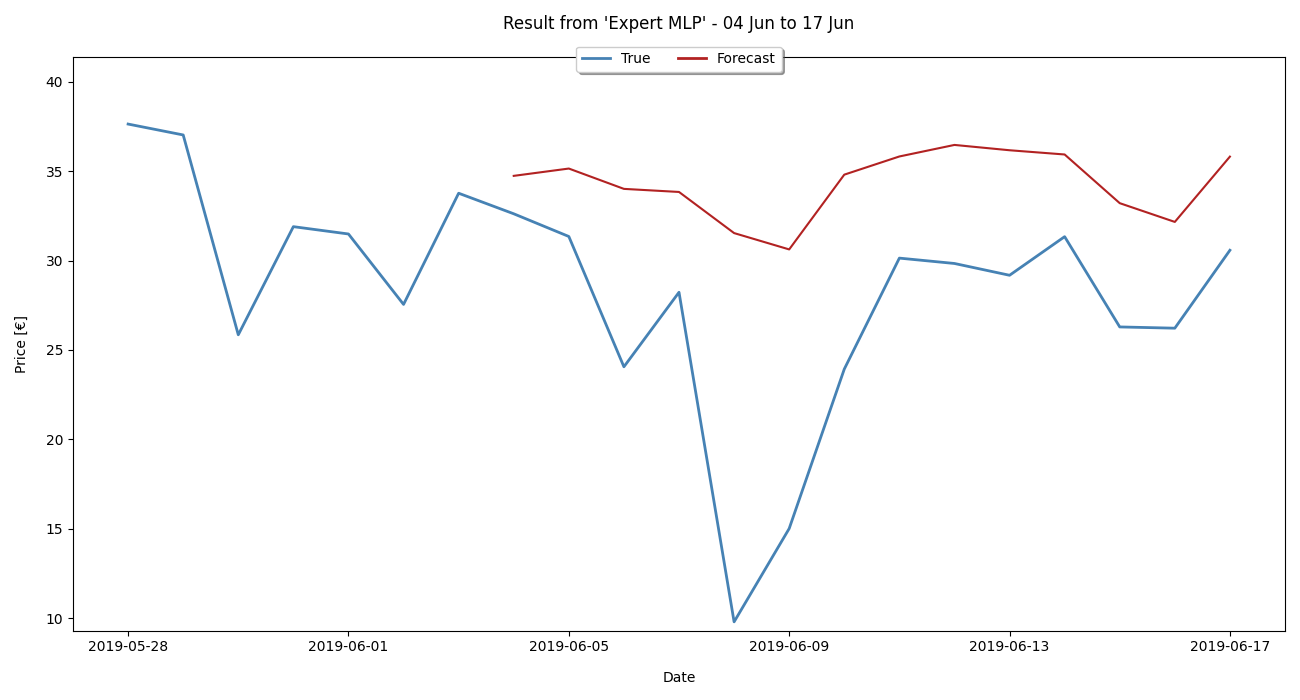 Result from 'Expert MLP' - 04 Jun to 17 Jun
True Forecast
Price [€]
40
35
30
25
20
15
10
2019-05-28 2019-06-01 2019-06-05 2019-06-09 2019-06-13 2019-06-17
Date